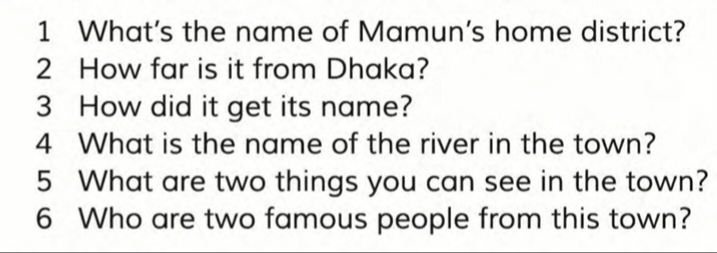 1 What's the name of Mamun's home district?
2 How far is it from Dhaka?
3 How did it get its name?
4 What is the name of the river in the town?
5 What are two things you can see in the town?
6 Who are two famous people from this town?